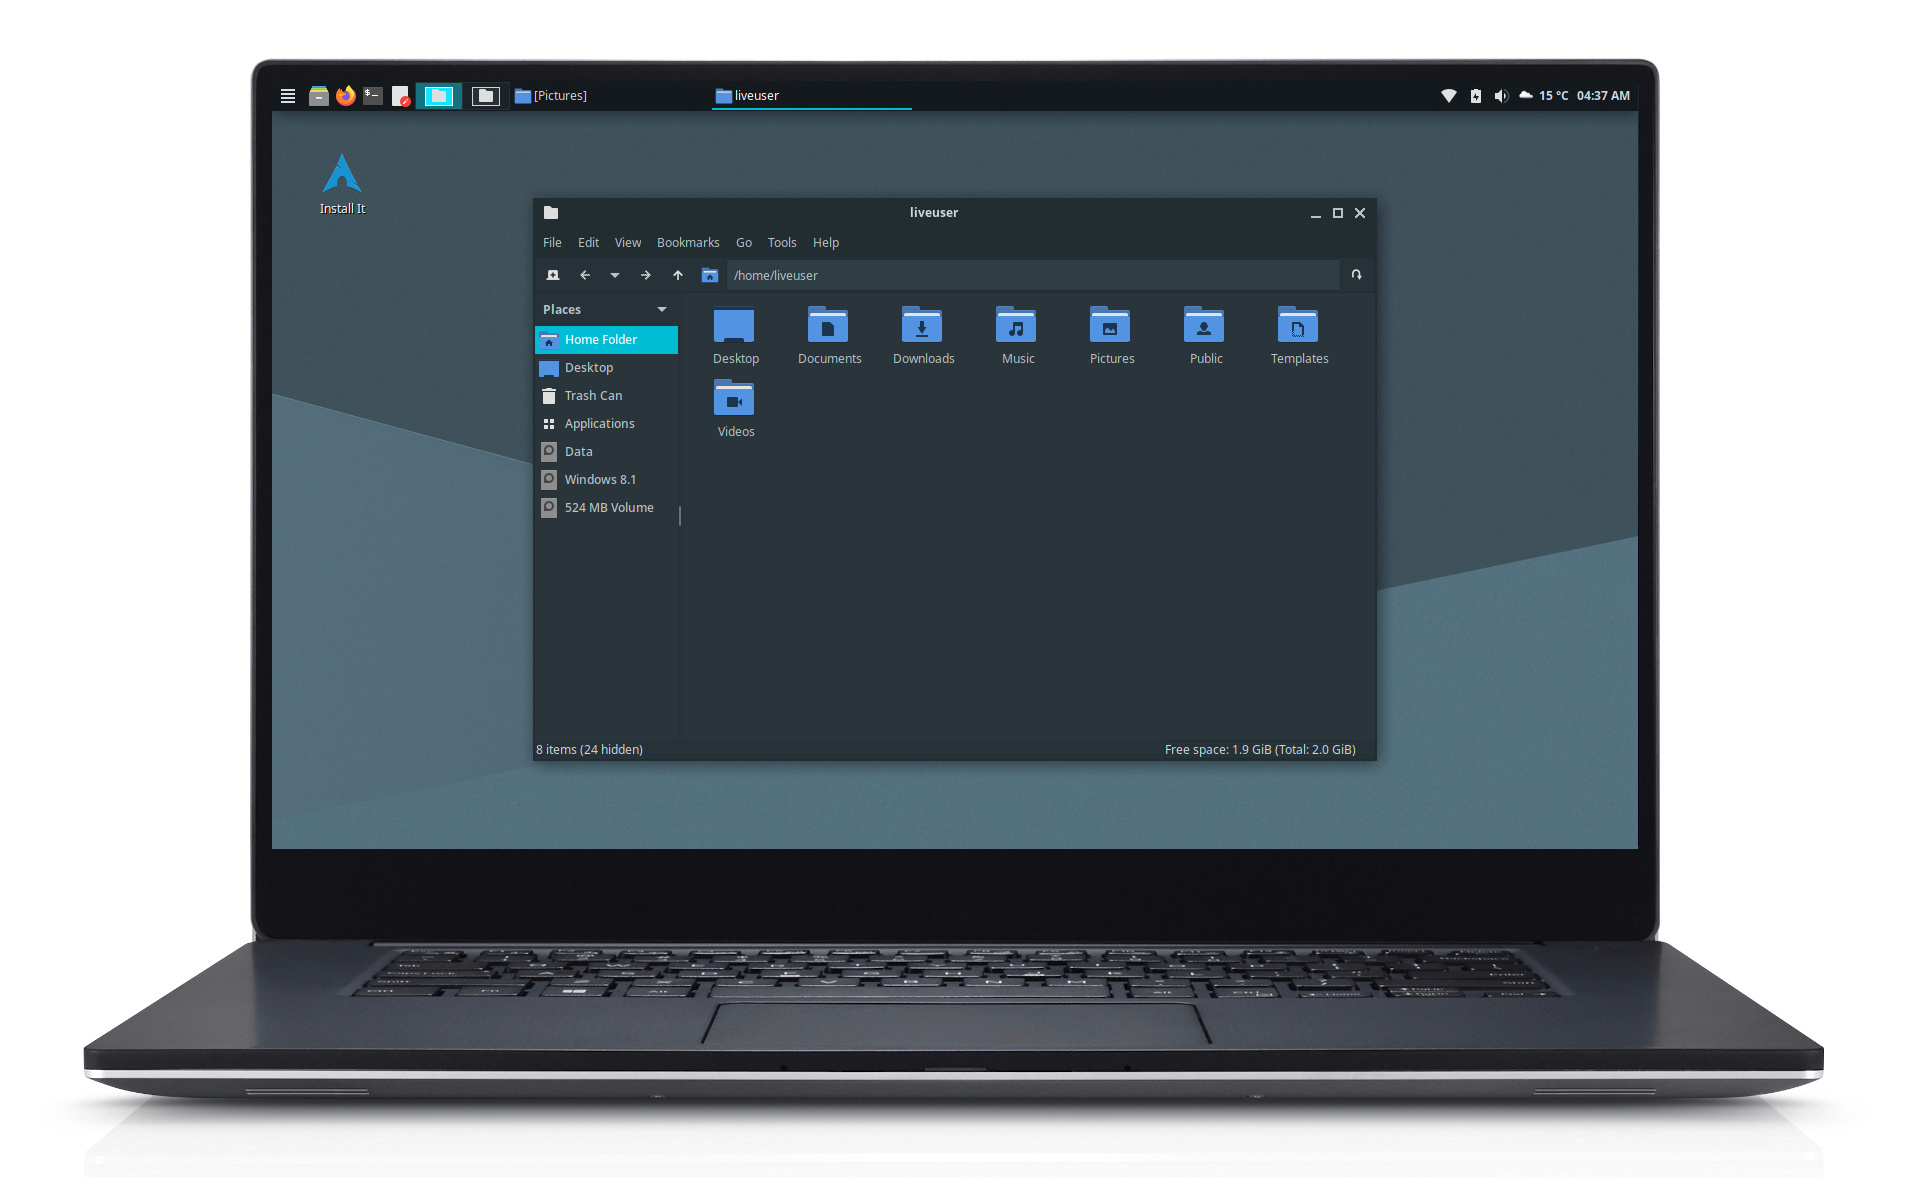 [Pictures]
liveuser
15 °C 04:37 AM
Install It
liveuser
File Edit View Bookmarks Go Tools Help
/home/liveuser
Places
Home Folder
Desktop
Trash Can
Applications
Data
Windows 8.1
524 MB Volume
Desktop Documents Downloads Music Pictures Public Templates
Videos
8 items (24 hidden)
Free space: 1.9 GiB (Total: 2.0 GiB)